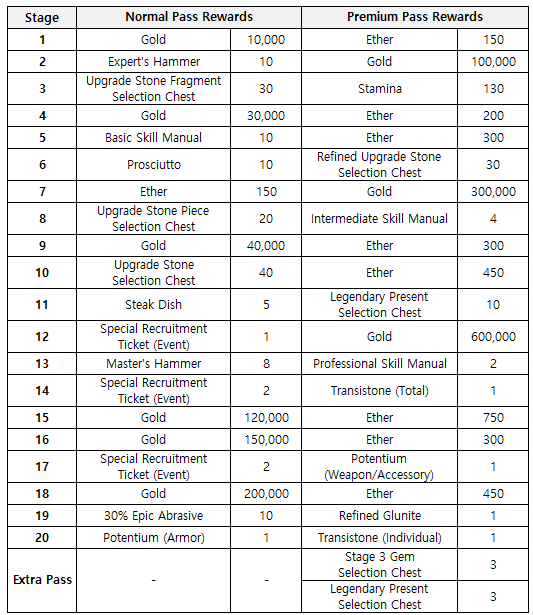 Stage Normal Pass Rewards Premium Pass Rewards
1 Gold 10,000 Ether 150
2 Expert's Hammer 10 Gold 100,000
3 Upgrade Stone Fragment
Selection Chest 30 Stamina 130
4 Gold 30,000 Ether 200
5 Basic Skill Manual 10 Ether 300
6 Prosciutto 10 Refined Upgrade Stone
Selection Chest 30
7 Ether 150 Gold 300,000
8 Upgrade Stone Piece
Selection Chest 20 Intermediate Skill Manual 4
9 Gold 40,000 Ether 300
10 Upgrade Stone
Selection Chest 40 Ether 450
11 Steak Dish 5 Legendary Present
Selection Chest 10
12 Special Recruitment
Ticket (Event) 1 Gold 600,000
13 Master's Hammer 8 Professional Skill Manual 2
14 Special Recruitment
Ticket (Event) 2 Transistone (Total) 1
15 Gold 120,000 Ether 750
16 Gold 150,000 Ether 300
17 Special Recruitment
Ticket (Event) 2 Potentium
(Weapon/Accessory) 1
18 Gold 200,000 Ether 450
19 30% Epic Abrasive 10 Refined Glunite 1
20 Potentium (Armor) 1 Transistone (Individual) 1
Extra Pass - - Stage 3 Gem
Selection Chest 3
Legendary Present
Selection Chest 3